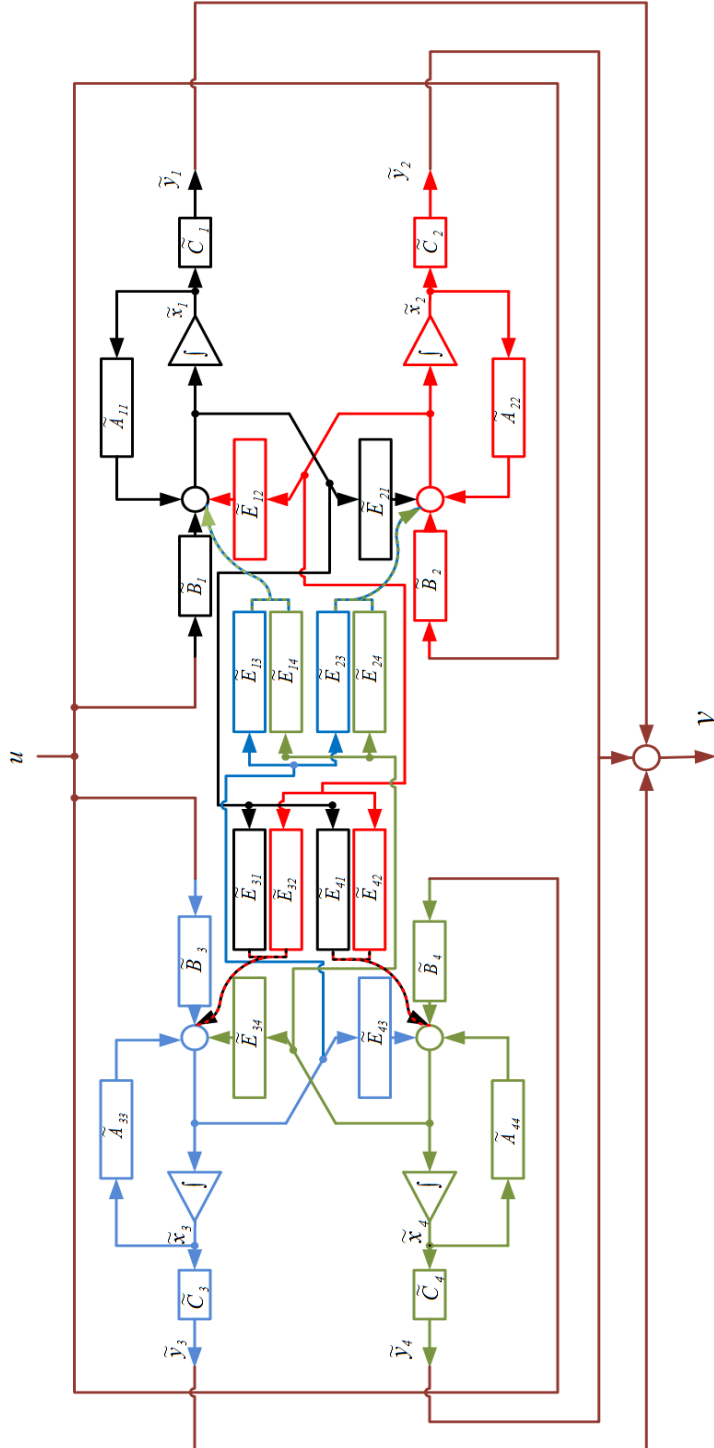 u
ỹ₁
C̃₁
x̃₁
∫
Ã₁₁
B̃₁
Ẽ₁₂
Ẽ₂₁
ỹ₂
C̃₂
x̃₂
∫
Ã₂₂
B̃₂
Ẽ₁₃
Ẽ₁₄
Ẽ₂₃
Ẽ₂₄
Ẽ₃₁
Ẽ₃₂
Ẽ₄₁
Ẽ₄₂
B̃₃
Ẽ₃₄
Ẽ₄₃
B̃₄
Ã₃₃
∫
x̃₃
C̃₃
ỹ₃
Ã₄₄
∫
x̃₄
C̃₄
ỹ₄
y